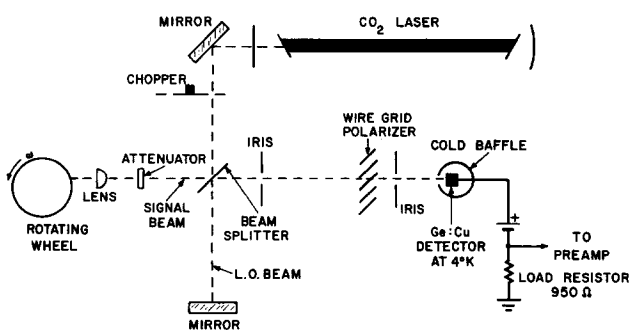 MIRROR
CO2 LASER
CHOPPER
WIRE GRID
POLARIZER
IRIS
COLD BAFFLE
ω
ATTENUATOR
LENS
SIGNAL
BEAM
BEAM
SPLITTER
IRIS
ROTATING
WHEEL
Ge:Cu
DETECTOR
AT 4°K
+
TO
PREAMP
L.O. BEAM
LOAD RESISTOR
950 Ω
MIRROR